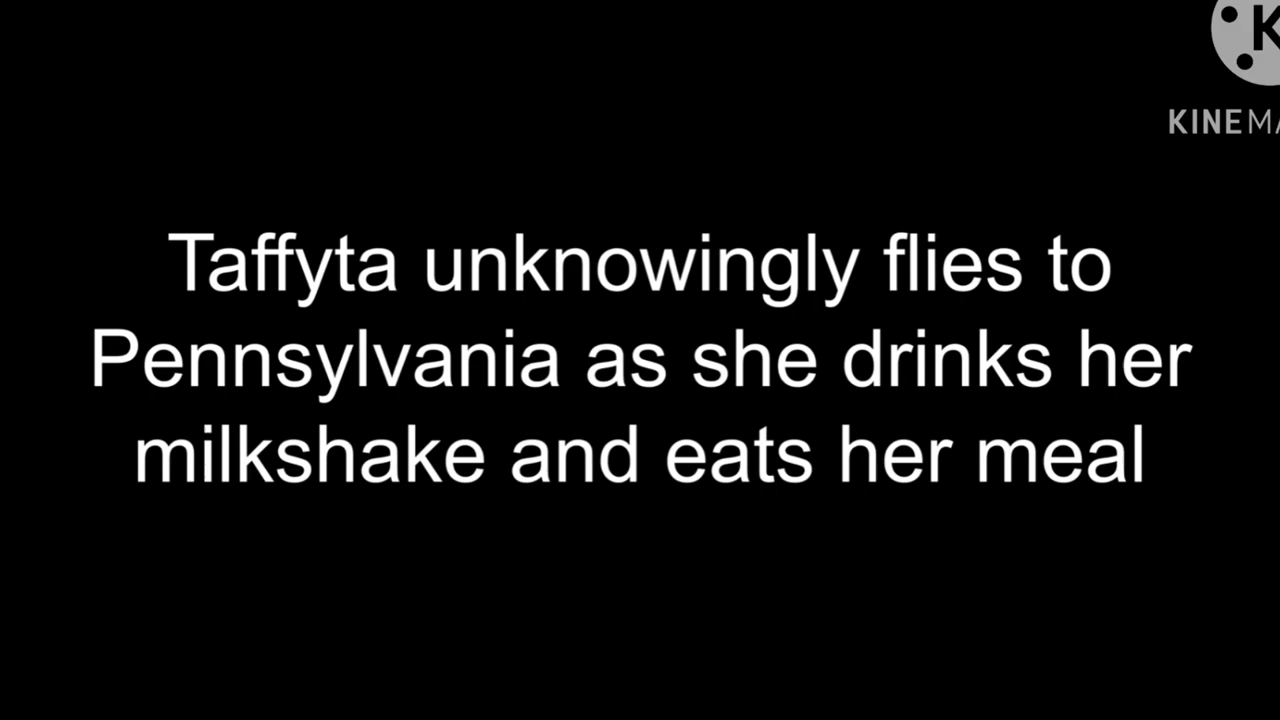 K
KINEMA
Taffyta unknowingly flies to
Pennsylvania as she drinks her
milkshake and eats her meal